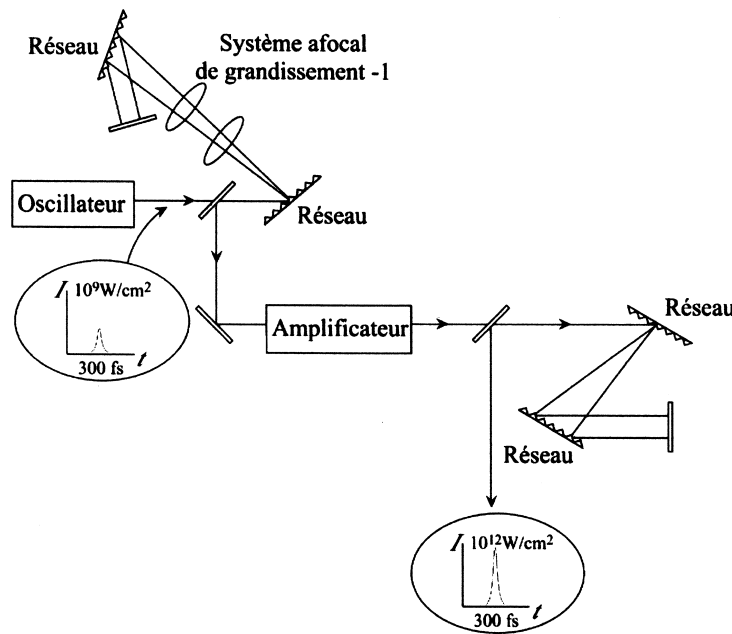 Réseau
Système afocal
de grandissement -1
Oscillateur
Réseau
I 10⁹W/cm²
t
300 fs
Amplificateur
Réseau
Réseau
I 10¹²W/cm²
t
300 fs